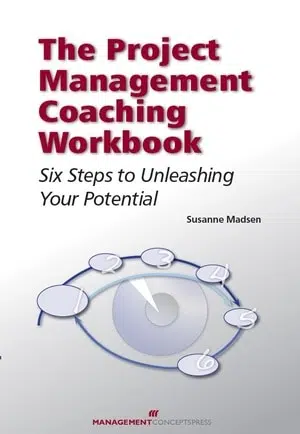 The Project
Management
Coaching
Workbook
Six Steps to Unleashing
Your Potential
Susanne Madsen
1
2
3
4
5
6
MANAGEMENTCONCEPTSPRESS